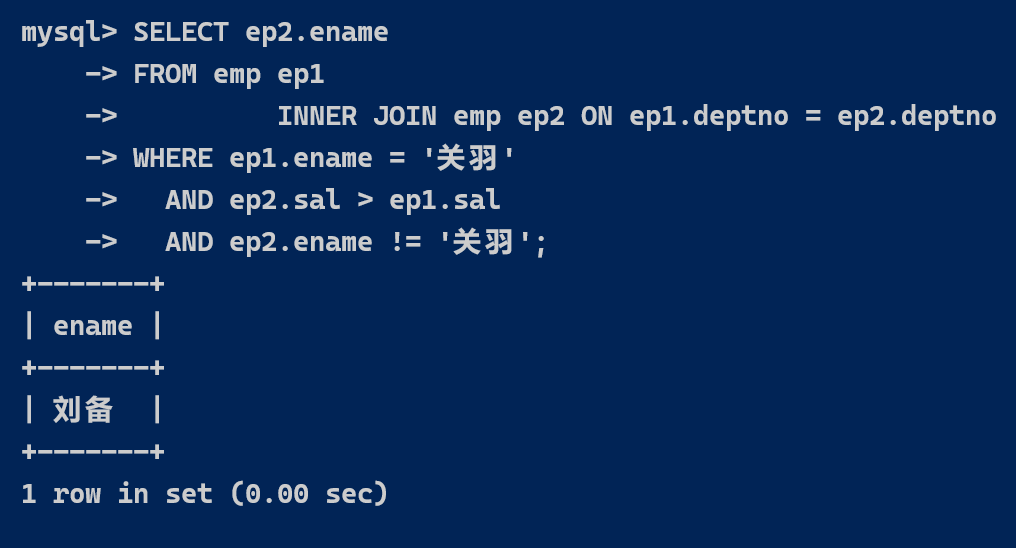 mysql> SELECT ep2.ename
    -> FROM emp ep1
    ->          INNER JOIN emp ep2 ON ep1.deptno = ep2.deptno
    -> WHERE ep1.ename = '关羽'
    ->   AND ep2.sal > ep1.sal
    ->   AND ep2.ename != '关羽';
+-------+
| ename |
+-------+
| 刘备  |
+-------+
1 row in set (0.00 sec)